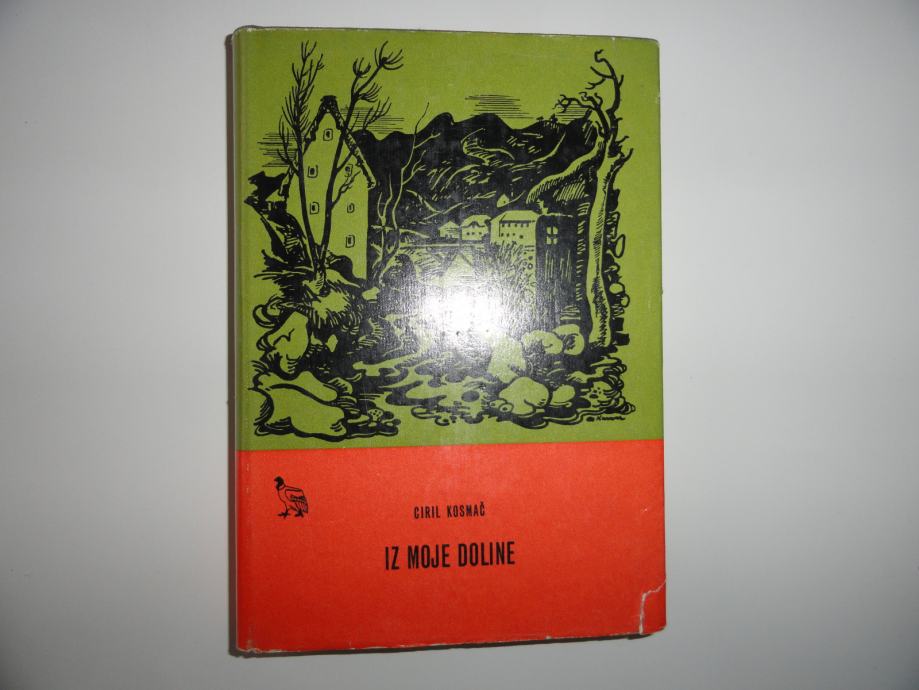 CIRIL KOSMAČ
IZ MOJE DOLINE